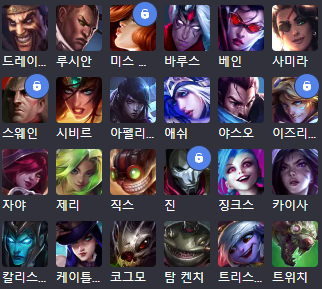 드레이... 루시안 미스 ... 바루스 베인 사미라
스웨인 시비르 아펠리... 애쉬 야스오 이즈리...
자야 제리 직스 진 징크스 카이사
칼리스... 케이틀... 코그모 탐 켄치 트리스... 트위치